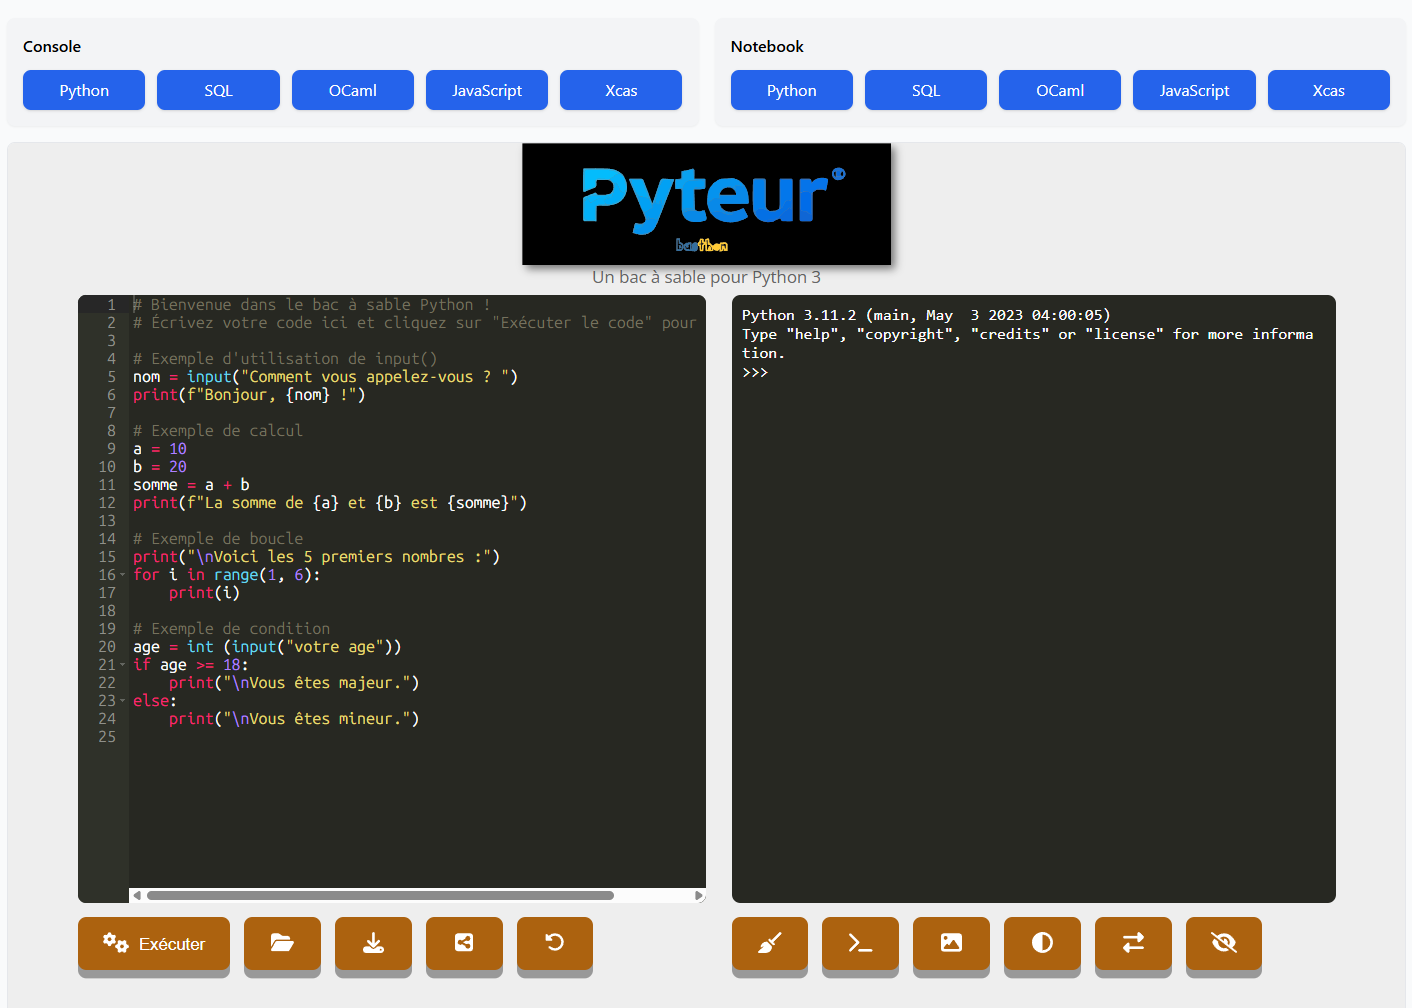 Console
Python SQL OCaml JavaScript Xcas
Notebook
Python SQL OCaml JavaScript Xcas
Pyteur
basthon
Un bac à sable pour Python 3
1 # Bienvenue dans le bac à sable Python !
2 # Écrivez votre code ici et cliquez sur "Exécuter le code" pour
3
4 # Exemple d'utilisation de input()
5 nom = input("Comment vous appelez-vous ? ")
6 print(f"Bonjour, {nom} !")
7
8 # Exemple de calcul
9 a = 10
10 b = 20
11 somme = a + b
12 print(f"La somme de {a} et {b} est {somme}")
13
14 # Exemple de boucle
15 print("\nVoici les 5 premiers nombres :")
16 for i in range(1, 6):
17     print(i)
18
19 # Exemple de condition
20 age = int (input("votre age"))
21 if age >= 18:
22     print("\nVous êtes majeur.")
23 else:
24     print("\nVous êtes mineur.")
25
Python 3.11.2 (main, May  3 2023 04:00:05)
Type "help", "copyright", "credits" or "license" for more informa
tion.
>>>
Exécuter